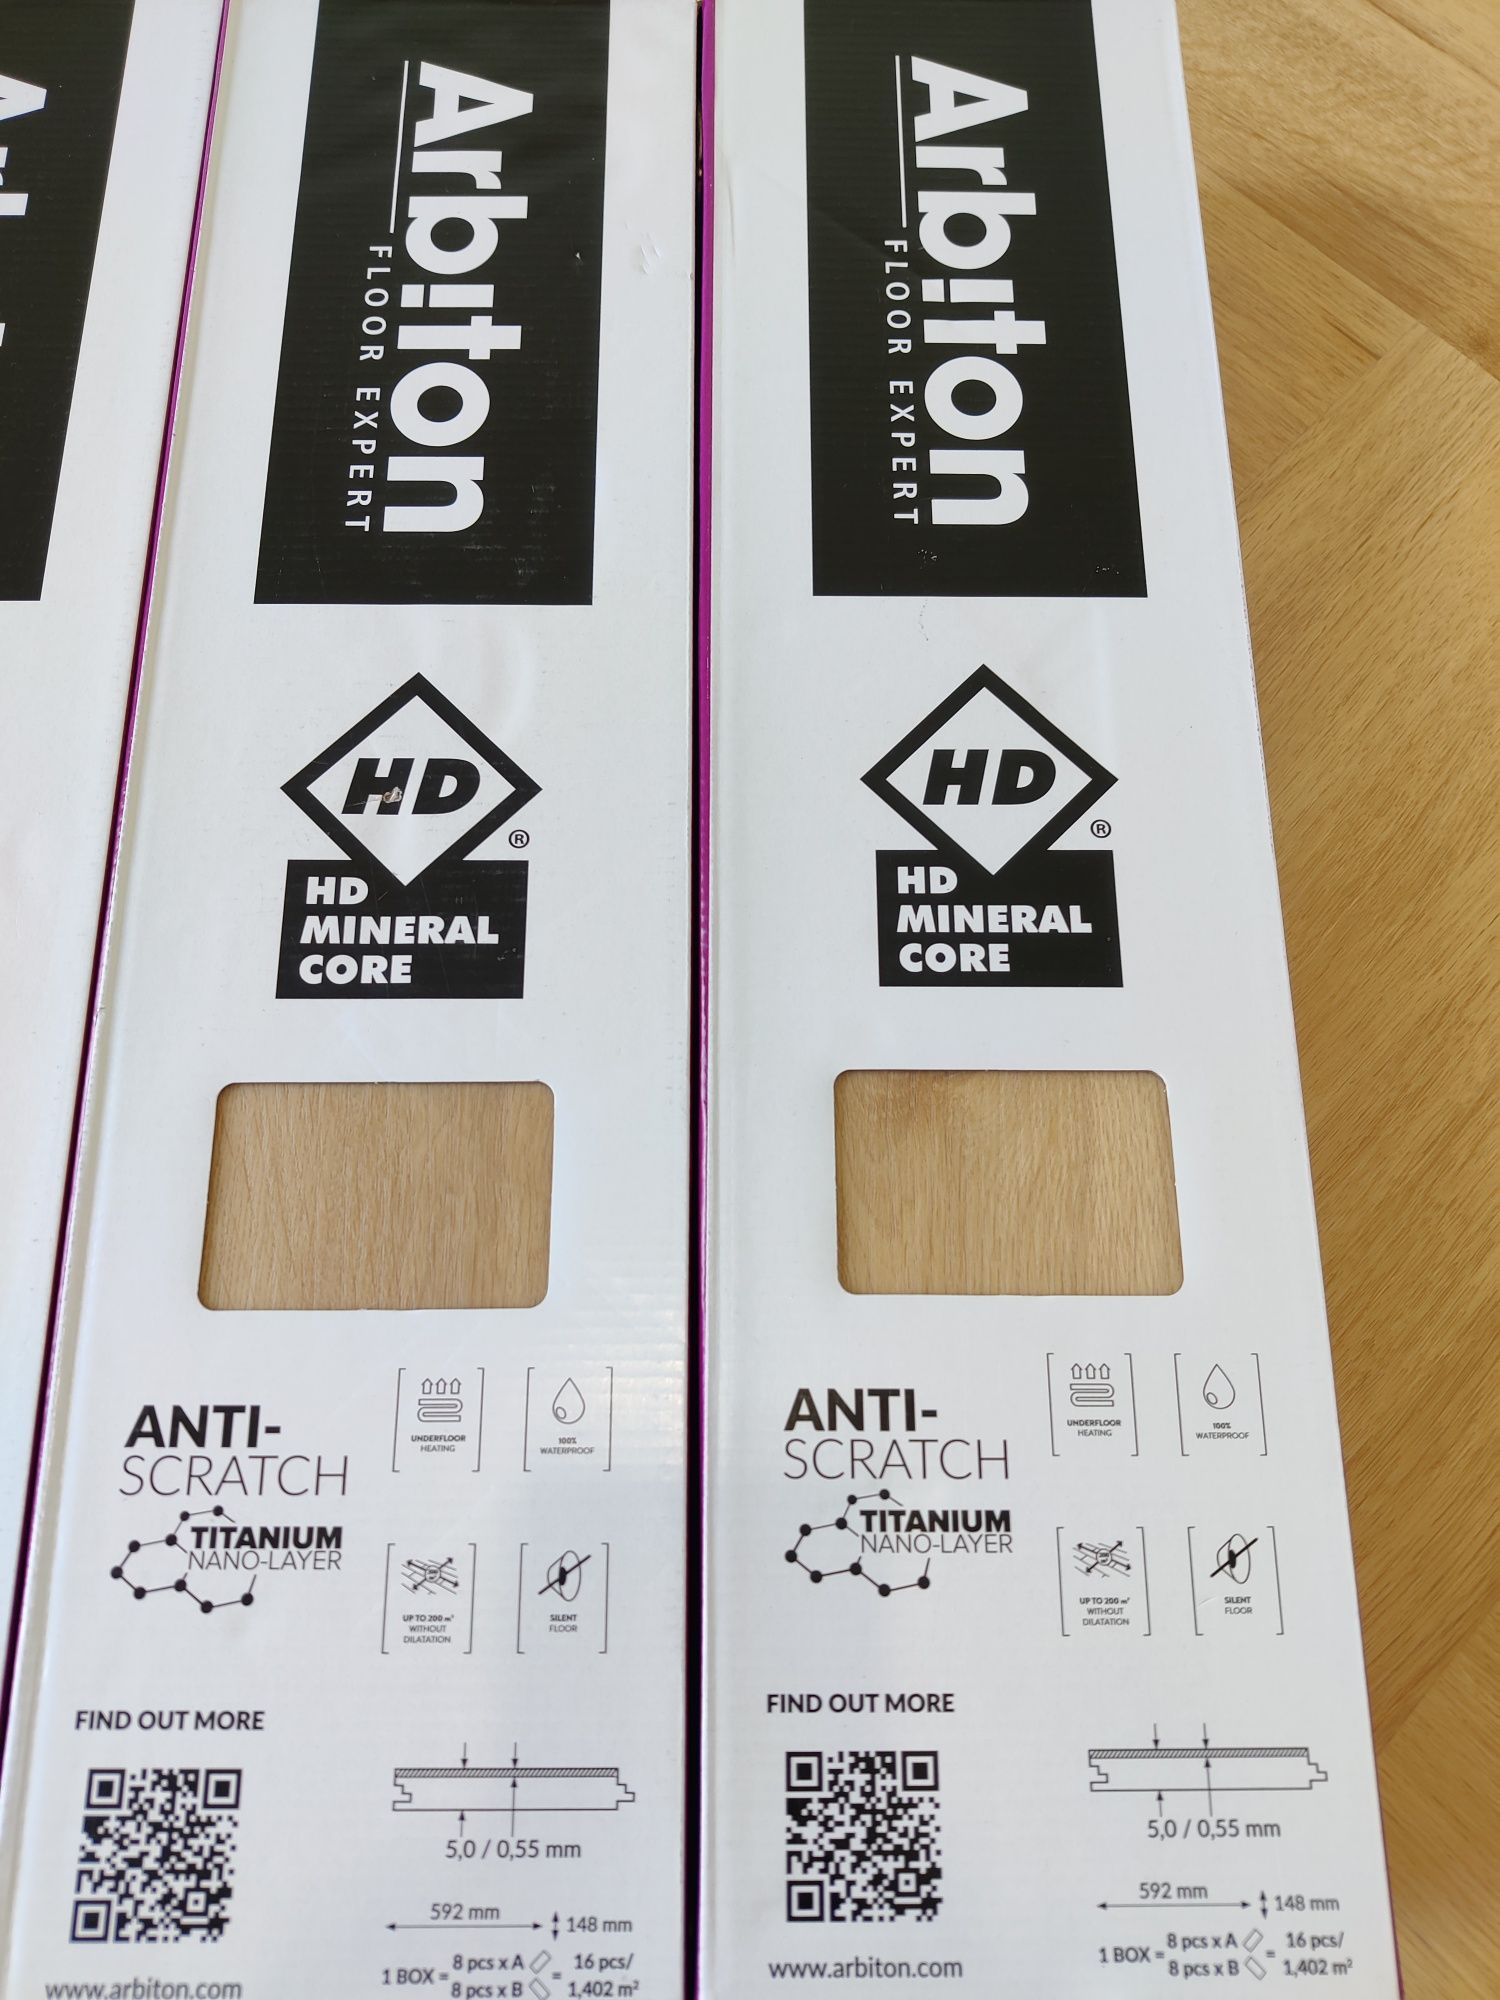 Arbiton
FLOOR EXPERT
HD
®
HD
MINERAL
CORE
ANTI-
SCRATCH
TITANIUM
NANO-LAYER
UNDERFLOOR
HEATING
100%
WATERPROOF
UP TO 200 m²
WITHOUT
DILATATION
SILENT
FLOOR
FIND OUT MORE
5,0 / 0,55 mm
592 mm
148 mm
1 BOX = 8 pcs x A = 16 pcs/
8 pcs x B 1,402 m²
www.arbiton.com
Arbiton
FLOOR EXPERT
HD
®
HD
MINERAL
CORE
ANTI-
SCRATCH
TITANIUM
NANO-LAYER
UNDERFLOOR
HEATING
100%
WATERPROOF
UP TO 200 m²
WITHOUT
DILATATION
SILENT
FLOOR
FIND OUT MORE
5,0 / 0,55 mm
592 mm
148 mm
1 BOX = 8 pcs x A = 16 pcs/
8 pcs x B 1,402 m²
www.arbiton.com